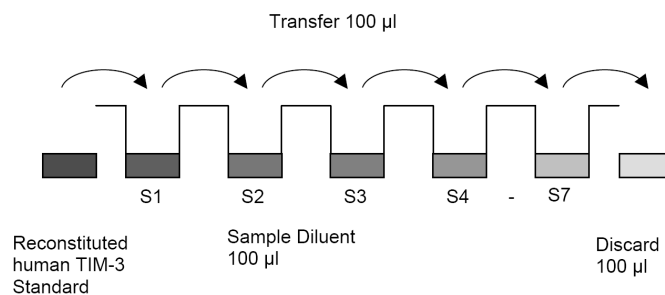 Transfer 100 µl
S1 S2 S3 S4 - S7
Reconstituted
human TIM-3
Standard
Sample Diluent
100 µl
Discard
100 µl